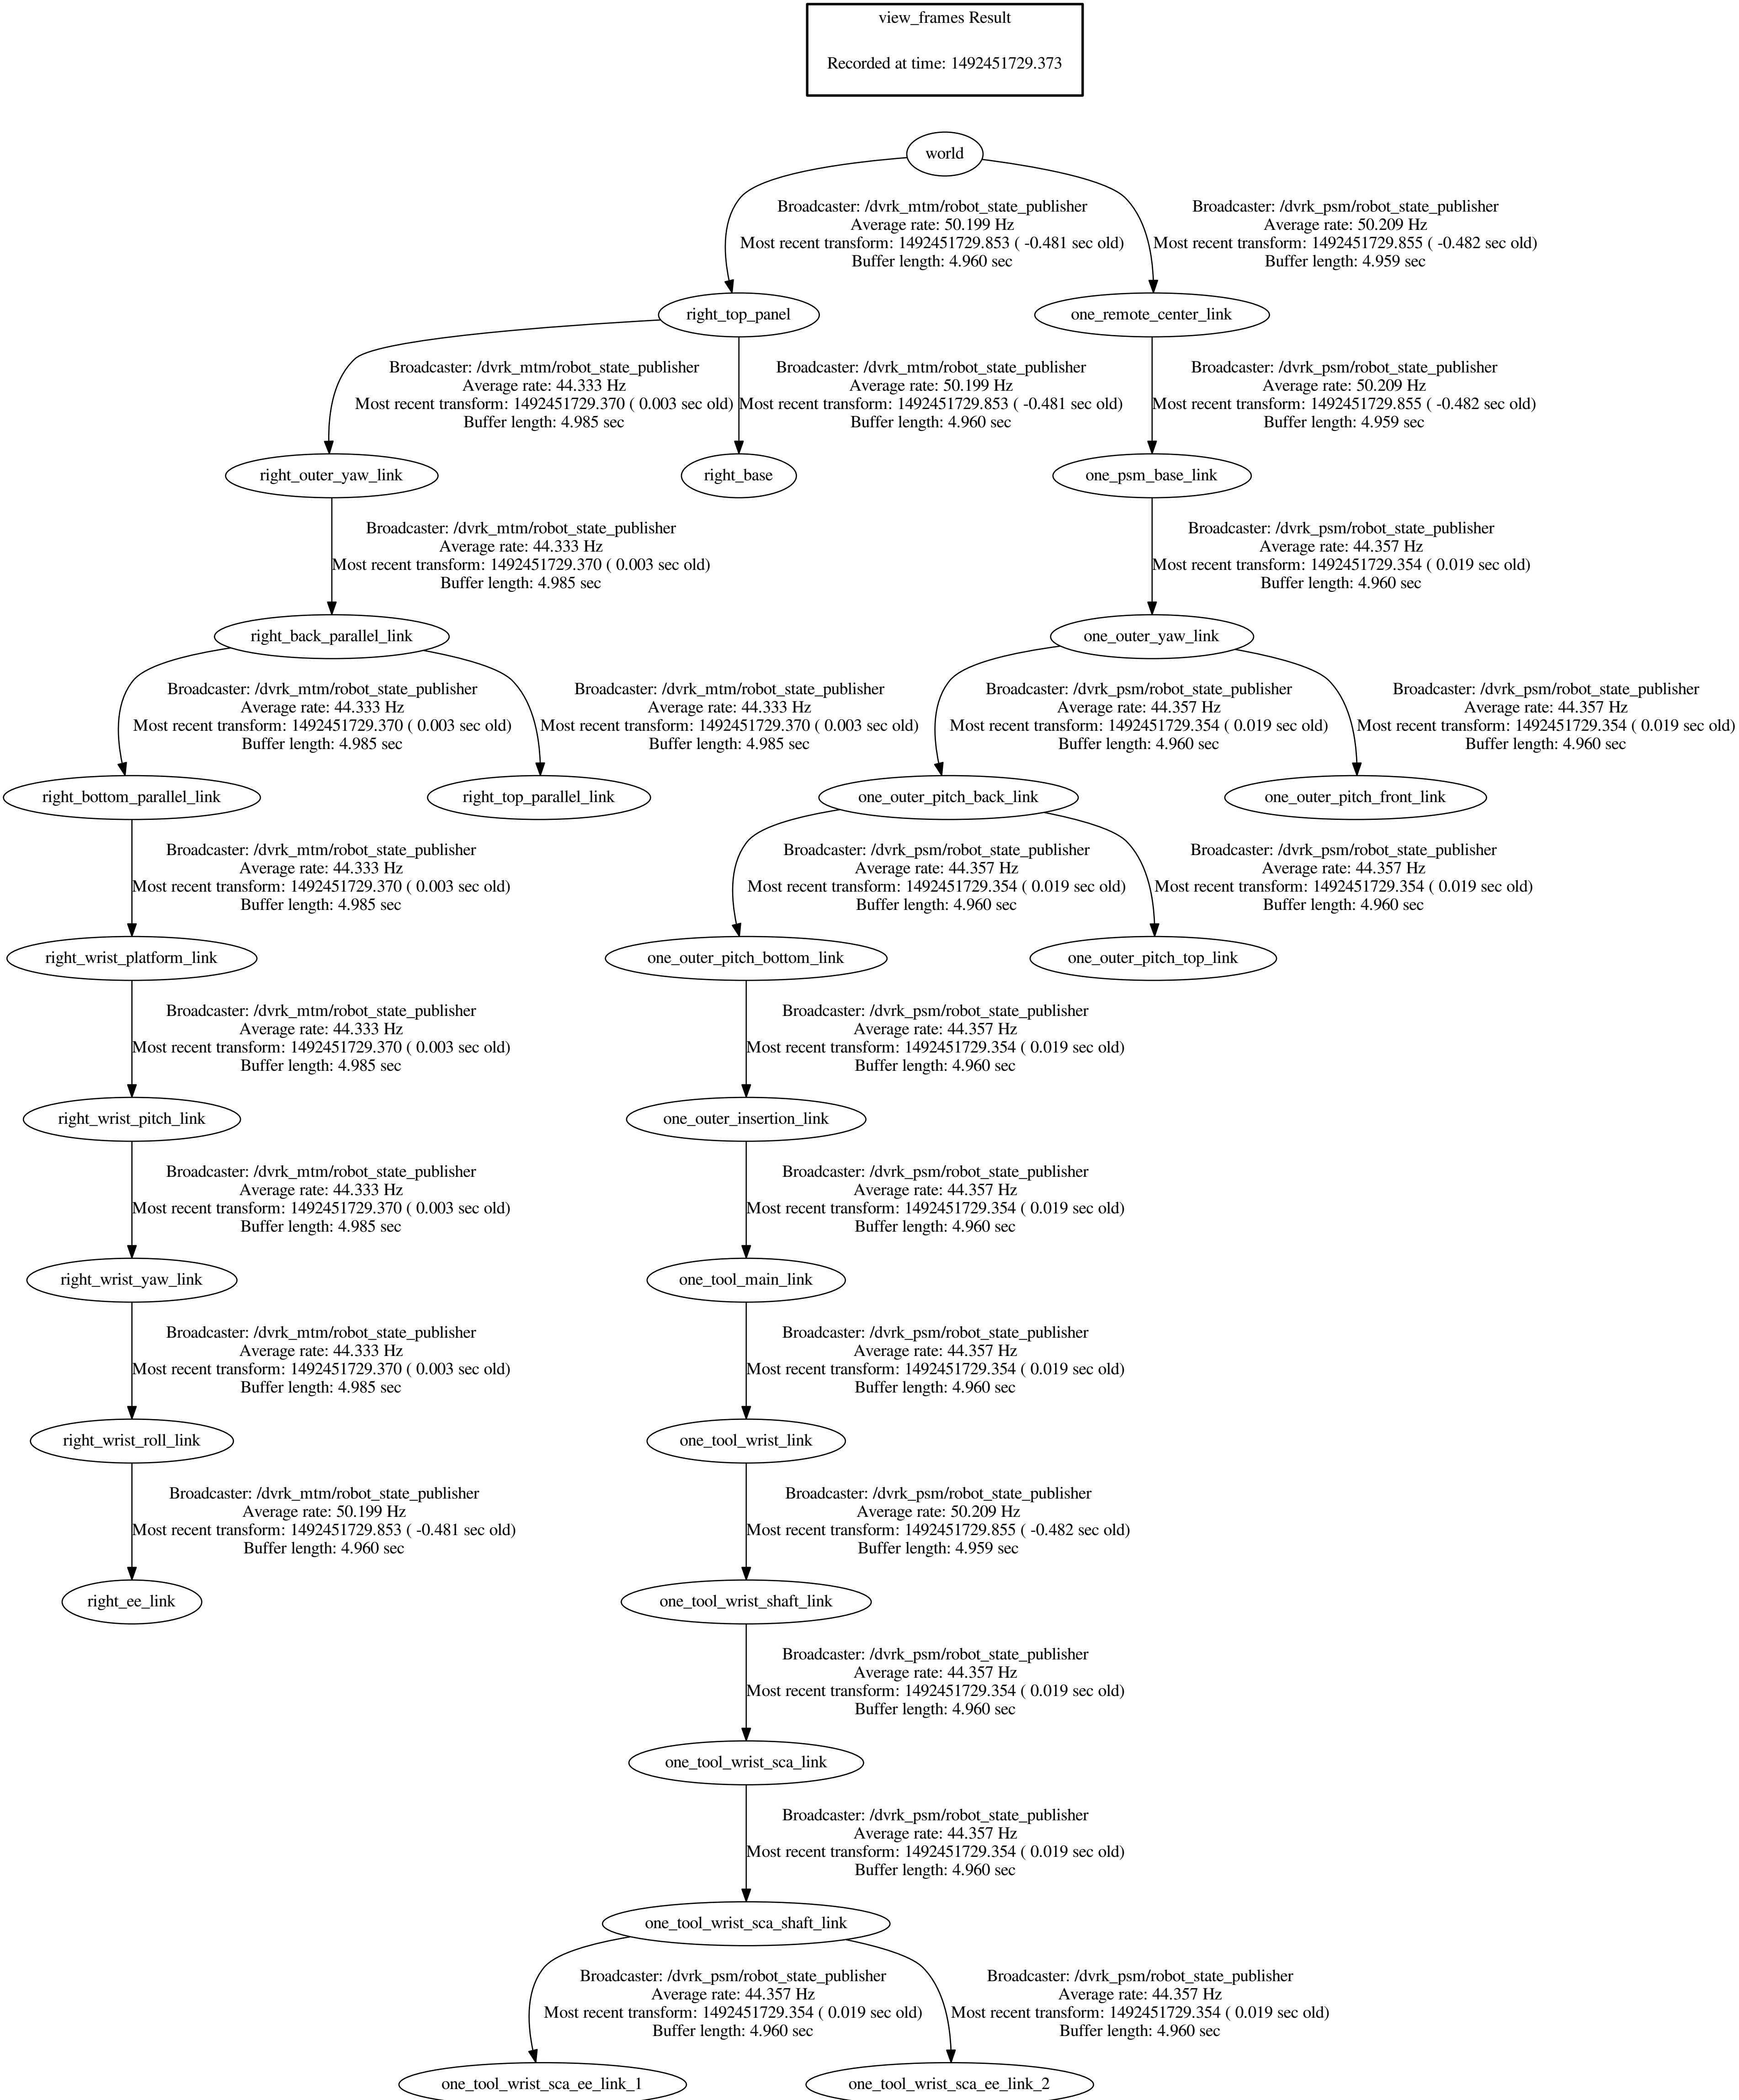 view_frames Result
Recorded at time: 1492451729.373
world
Broadcaster: /dvrk_mtm/robot_state_publisher
Average rate: 50.199 Hz
Most recent transform: 1492451729.853 ( -0.481 sec old)
Buffer length: 4.960 sec
Broadcaster: /dvrk_psm/robot_state_publisher
Average rate: 50.209 Hz
Most recent transform: 1492451729.855 ( -0.482 sec old)
Buffer length: 4.959 sec
right_top_panel
one_remote_center_link
Broadcaster: /dvrk_mtm/robot_state_publisher
Average rate: 44.333 Hz
Most recent transform: 1492451729.370 ( 0.003 sec old)
Buffer length: 4.985 sec
Broadcaster: /dvrk_mtm/robot_state_publisher
Average rate: 50.199 Hz
Most recent transform: 1492451729.853 ( -0.481 sec old)
Buffer length: 4.960 sec
Broadcaster: /dvrk_psm/robot_state_publisher
Average rate: 50.209 Hz
Most recent transform: 1492451729.855 ( -0.482 sec old)
Buffer length: 4.959 sec
right_outer_yaw_link
right_base
one_psm_base_link
Broadcaster: /dvrk_mtm/robot_state_publisher
Average rate: 44.333 Hz
Most recent transform: 1492451729.370 ( 0.003 sec old)
Buffer length: 4.985 sec
Broadcaster: /dvrk_psm/robot_state_publisher
Average rate: 44.357 Hz
Most recent transform: 1492451729.354 ( 0.019 sec old)
Buffer length: 4.960 sec
right_back_parallel_link
one_outer_yaw_link
Broadcaster: /dvrk_mtm/robot_state_publisher
Average rate: 44.333 Hz
Most recent transform: 1492451729.370 ( 0.003 sec old)
Buffer length: 4.985 sec
Broadcaster: /dvrk_mtm/robot_state_publisher
Average rate: 44.333 Hz
Most recent transform: 1492451729.370 ( 0.003 sec old)
Buffer length: 4.985 sec
Broadcaster: /dvrk_psm/robot_state_publisher
Average rate: 44.357 Hz
Most recent transform: 1492451729.354 ( 0.019 sec old)
Buffer length: 4.960 sec
Broadcaster: /dvrk_psm/robot_state_publisher
Average rate: 44.357 Hz
Most recent transform: 1492451729.354 ( 0.019 sec old)
Buffer length: 4.960 sec
right_bottom_parallel_link
right_top_parallel_link
one_outer_pitch_back_link
one_outer_pitch_front_link
Broadcaster: /dvrk_mtm/robot_state_publisher
Average rate: 44.333 Hz
Most recent transform: 1492451729.370 ( 0.003 sec old)
Buffer length: 4.985 sec
Broadcaster: /dvrk_psm/robot_state_publisher
Average rate: 44.357 Hz
Most recent transform: 1492451729.354 ( 0.019 sec old)
Buffer length: 4.960 sec
Broadcaster: /dvrk_psm/robot_state_publisher
Average rate: 44.357 Hz
Most recent transform: 1492451729.354 ( 0.019 sec old)
Buffer length: 4.960 sec
right_wrist_platform_link
one_outer_pitch_bottom_link
one_outer_pitch_top_link
Broadcaster: /dvrk_mtm/robot_state_publisher
Average rate: 44.333 Hz
Most recent transform: 1492451729.370 ( 0.003 sec old)
Buffer length: 4.985 sec
Broadcaster: /dvrk_psm/robot_state_publisher
Average rate: 44.357 Hz
Most recent transform: 1492451729.354 ( 0.019 sec old)
Buffer length: 4.960 sec
right_wrist_pitch_link
one_outer_insertion_link
Broadcaster: /dvrk_mtm/robot_state_publisher
Average rate: 44.333 Hz
Most recent transform: 1492451729.370 ( 0.003 sec old)
Buffer length: 4.985 sec
Broadcaster: /dvrk_psm/robot_state_publisher
Average rate: 44.357 Hz
Most recent transform: 1492451729.354 ( 0.019 sec old)
Buffer length: 4.960 sec
right_wrist_yaw_link
one_tool_main_link
Broadcaster: /dvrk_mtm/robot_state_publisher
Average rate: 44.333 Hz
Most recent transform: 1492451729.370 ( 0.003 sec old)
Buffer length: 4.985 sec
Broadcaster: /dvrk_psm/robot_state_publisher
Average rate: 44.357 Hz
Most recent transform: 1492451729.354 ( 0.019 sec old)
Buffer length: 4.960 sec
right_wrist_roll_link
one_tool_wrist_link
Broadcaster: /dvrk_mtm/robot_state_publisher
Average rate: 50.199 Hz
Most recent transform: 1492451729.853 ( -0.481 sec old)
Buffer length: 4.960 sec
Broadcaster: /dvrk_psm/robot_state_publisher
Average rate: 50.209 Hz
Most recent transform: 1492451729.855 ( -0.482 sec old)
Buffer length: 4.959 sec
right_ee_link
one_tool_wrist_shaft_link
Broadcaster: /dvrk_psm/robot_state_publisher
Average rate: 44.357 Hz
Most recent transform: 1492451729.354 ( 0.019 sec old)
Buffer length: 4.960 sec
one_tool_wrist_sca_link
Broadcaster: /dvrk_psm/robot_state_publisher
Average rate: 44.357 Hz
Most recent transform: 1492451729.354 ( 0.019 sec old)
Buffer length: 4.960 sec
one_tool_wrist_sca_shaft_link
Broadcaster: /dvrk_psm/robot_state_publisher
Average rate: 44.357 Hz
Most recent transform: 1492451729.354 ( 0.019 sec old)
Buffer length: 4.960 sec
Broadcaster: /dvrk_psm/robot_state_publisher
Average rate: 44.357 Hz
Most recent transform: 1492451729.354 ( 0.019 sec old)
Buffer length: 4.960 sec
one_tool_wrist_sca_ee_link_1
one_tool_wrist_sca_ee_link_2